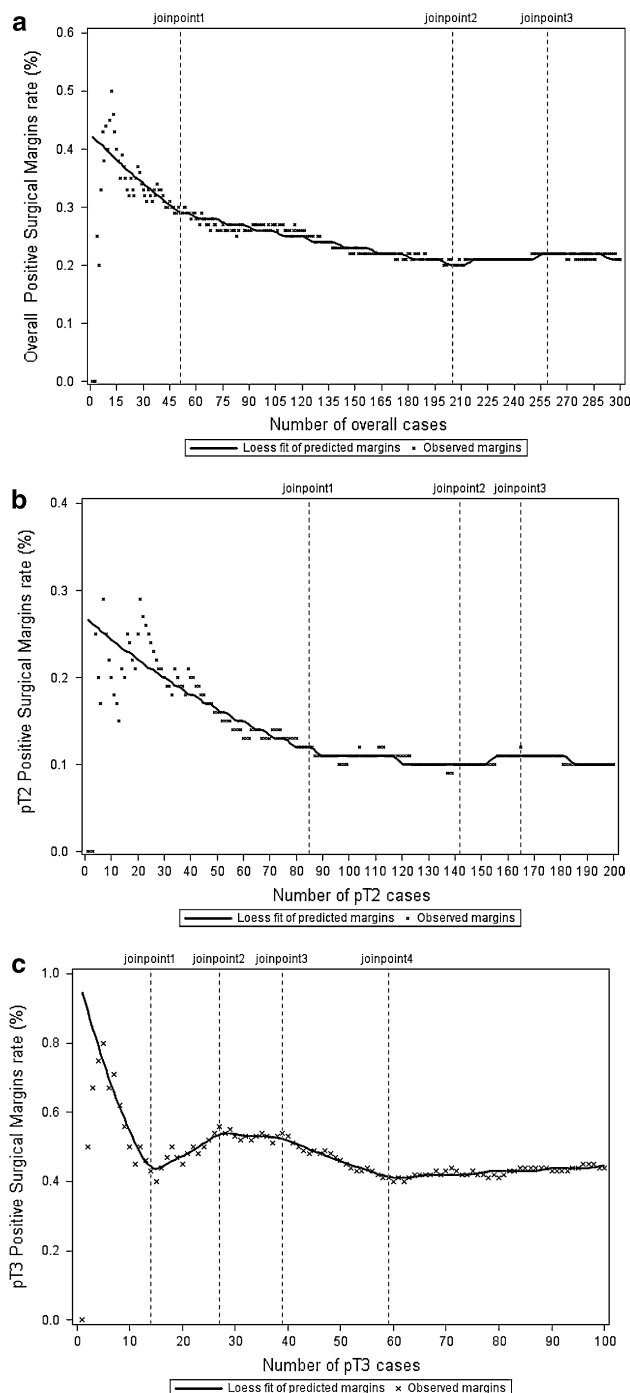 a
joinpoint1 joinpoint2 joinpoint3
Overall Positive Surgical Margins rate (%)
0.6
0.5
0.4
0.3
0.2
0.1
0.0
0 15 30 45 60 75 90 105 120 135 150 165 180 195 210 225 240 255 270 285 300
Number of overall cases
Loess fit of predicted margins Observed margins
b
joinpoint1 joinpoint2 joinpoint3
pT2 Positive Surgical Margins rate (%)
0.4
0.3
0.2
0.1
0.0
0 10 20 30 40 50 60 70 80 90 100 110 120 130 140 150 160 170 180 190 200
Number of pT2 cases
Loess fit of predicted margins Observed margins
c
joinpoint1 joinpoint2 joinpoint3 joinpoint4
pT3 Positive Surgical Margins rate (%)
1.0
0.8
0.6
0.4
0.2
0.0
0 10 20 30 40 50 60 70 80 90 100
Number of pT3 cases
Loess fit of predicted margins Observed margins